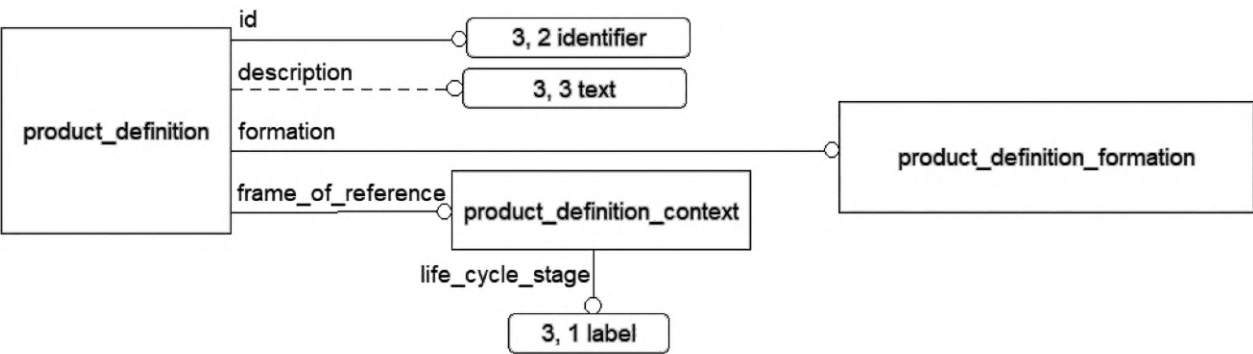 id
3, 2 identifier
description
3, 3 text
product_definition
formation
product_definition_formation
frame_of_reference
product_definition_context
life_cycle_stage
3, 1 label